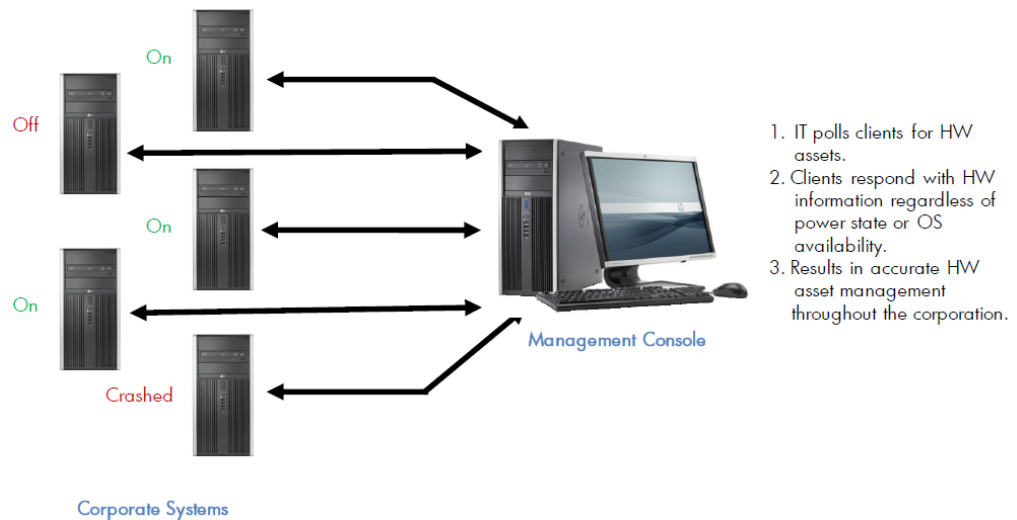 On
Off
On
On
Crashed
Corporate Systems
Management Console
1. IT polls clients for HW
assets.
2. Clients respond with HW
information regardless of
power state or OS
availability.
3. Results in accurate HW
asset management
throughout the corporation.